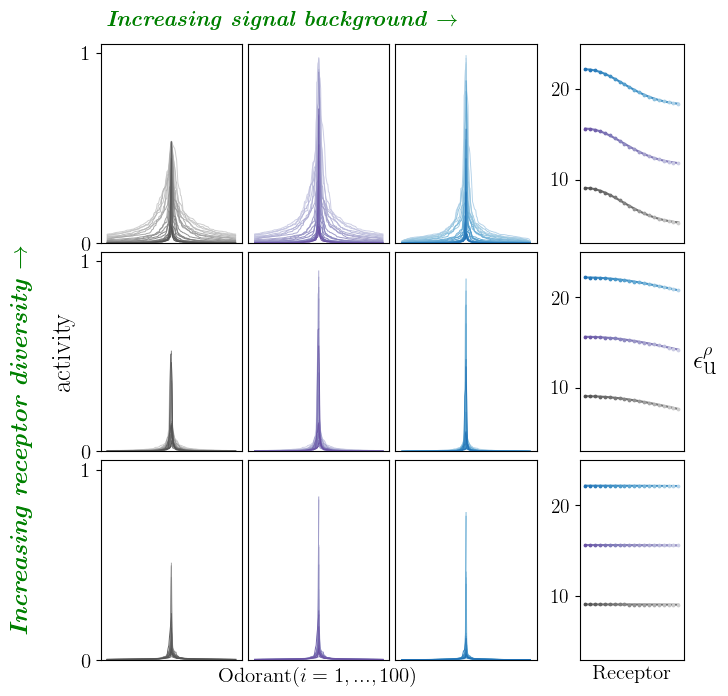 Increasing signal background →
Increasing receptor diversity →
activity
1
0
1
0
1
0
20
10
20
10
20
10
ϵ_U^ρ
Odorant(i = 1, ..., 100)
Receptor